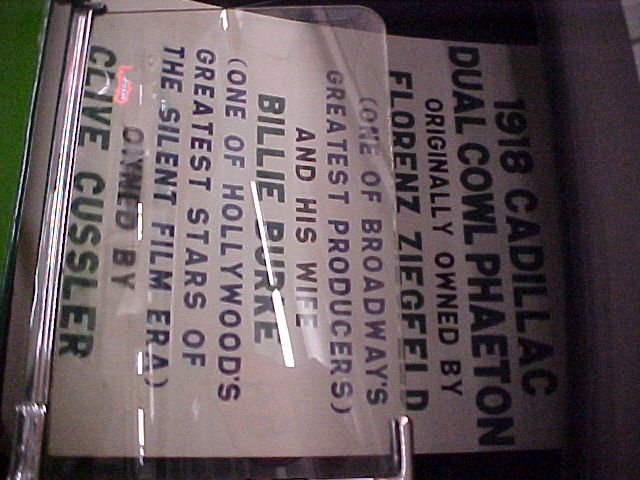 1918 CADILLAC
DUAL COWL PHAETON
ORIGINALLY OWNED BY
FLORENZ ZIEGFELD
(ONE OF BROADWAY'S
GREATEST PRODUCERS)
AND HIS WIFE
BILLIE BURKE
(ONE OF HOLLYWOOD'S
GREATEST STARS OF
THE SILENT FILM ERA)
OWNED BY
CLIVE CUSSLER